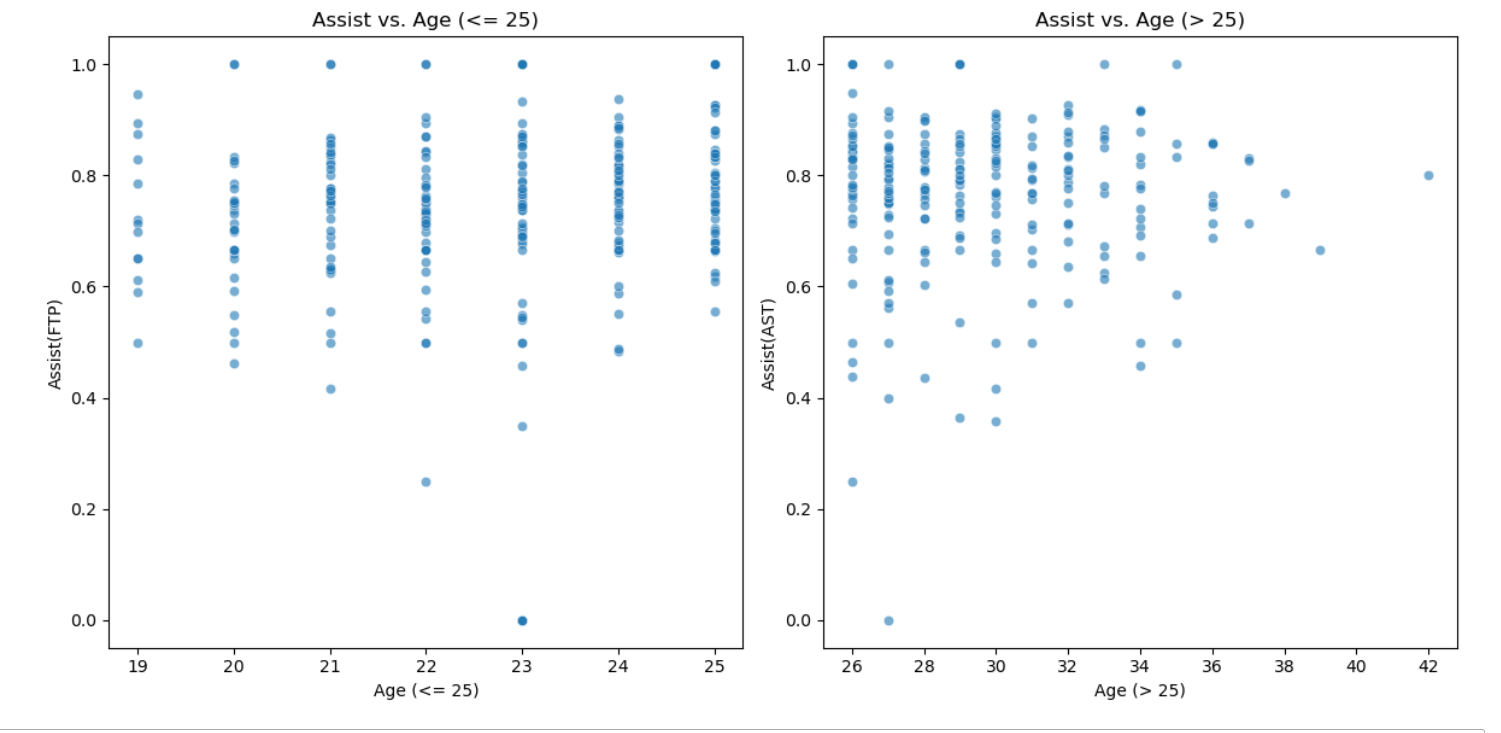 Assist vs. Age (<= 25)
1.0
0.8
0.6
0.4
0.2
0.0
Assist(FTP)
19 20 21 22 23 24 25
Age (<= 25)
Assist vs. Age (> 25)
1.0
0.8
0.6
0.4
0.2
0.0
Assist(AST)
26 28 30 32 34 36 38 40 42
Age (> 25)